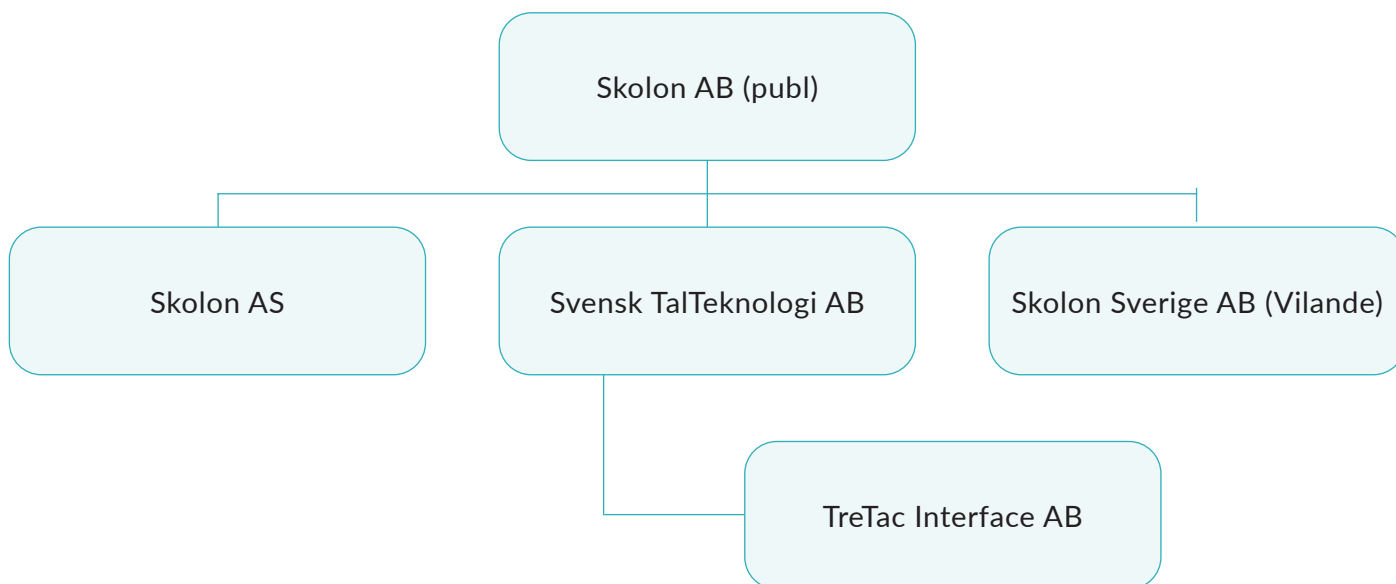 Skolon AB (publ)
Skolon AS
Svensk TalTeknologi AB
Skolon Sverige AB (Vilande)
TreTac Interface AB